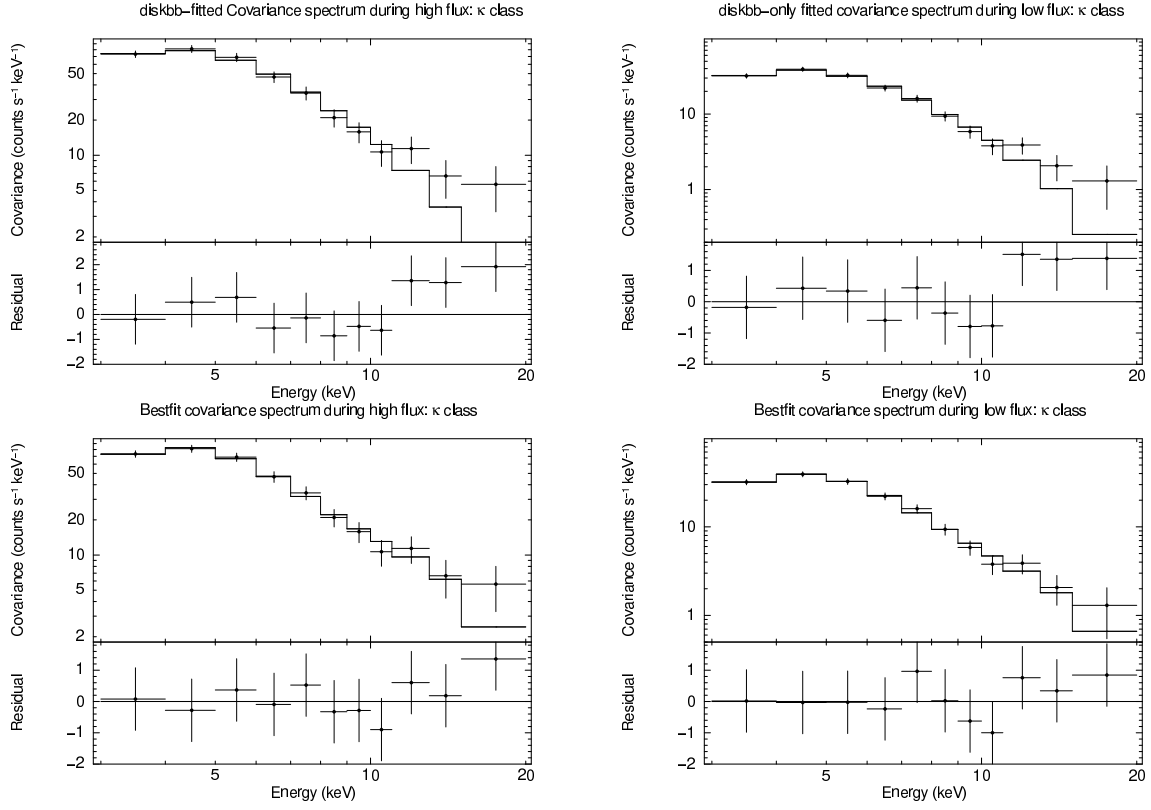 diskbb-fitted Covariance spectrum during high flux: κ class
Covariance (counts s⁻¹ keV⁻¹)
50
20
10
5
2
Residual
2
1
0
−1
−2
5
10
20
Energy (keV)
diskbb-only fitted covariance spectrum during low flux: κ class
Covariance (counts s⁻¹ keV⁻¹)
10
1
Residual
1
0
−1
−2
5
10
20
Energy (keV)
Bestfit covariance spectrum during high flux: κ class
Covariance (counts s⁻¹ keV⁻¹)
50
20
10
5
2
Residual
1
0
−1
−2
5
10
20
Energy (keV)
Bestfit covariance spectrum during low flux: κ class
Covariance (counts s⁻¹ keV⁻¹)
10
1
Residual
1
0
−1
−2
5
10
20
Energy (keV)